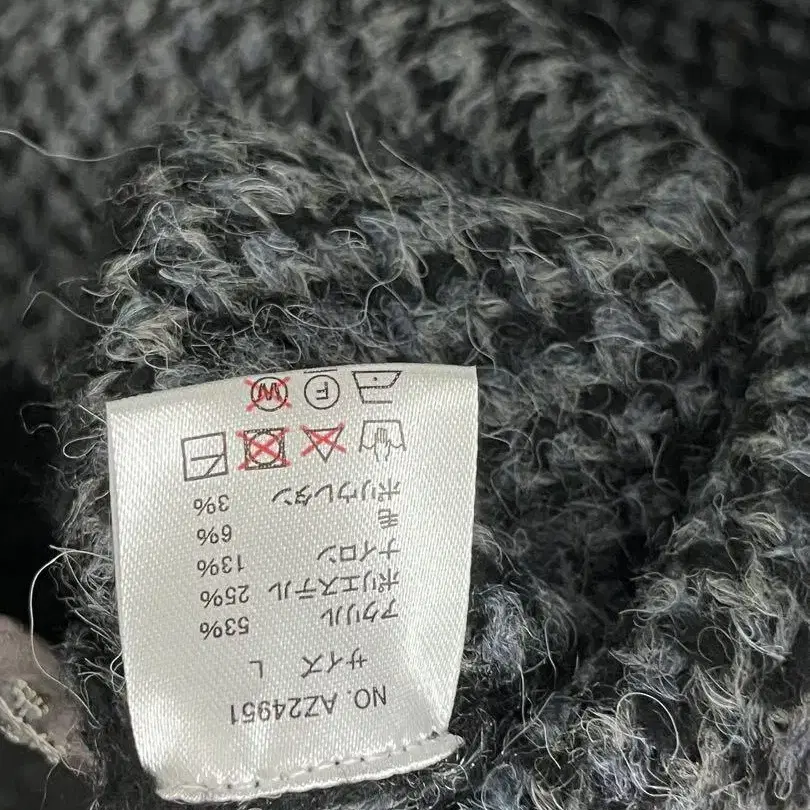 NO. AZ224951
サイズ L
アクリル 53%
ポリエステル 25%
ナイロン 13%
毛 6%
ポリウレタン 3%
F W